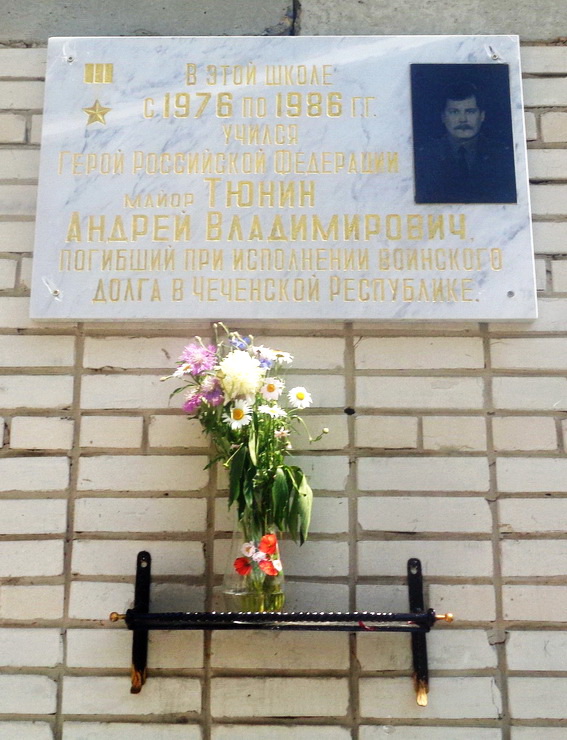 В ЭТОЙ ШКОЛЕ
С 1976 ПО 1986 ГГ.
УЧИЛСЯ
ГЕРОЙ РОССИЙСКОЙ ФЕДЕРАЦИИ
МАЙОР ТЮНИН
АНДРЕЙ ВЛАДИМИРОВИЧ,
ПОГИБШИЙ ПРИ ИСПОЛНЕНИИ ВОИНСКОГО
ДОЛГА В ЧЕЧЕНСКОЙ РЕСПУБЛИКЕ.